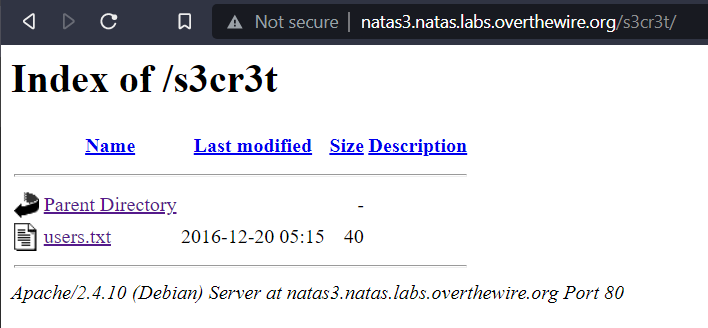 Not secure | natas3.natas.labs.overthewire.org/s3cr3t/
Index of /s3cr3t
Name Last modified Size Description
Parent Directory -
users.txt 2016-12-20 05:15 40
Apache/2.4.10 (Debian) Server at natas3.natas.labs.overthewire.org Port 80